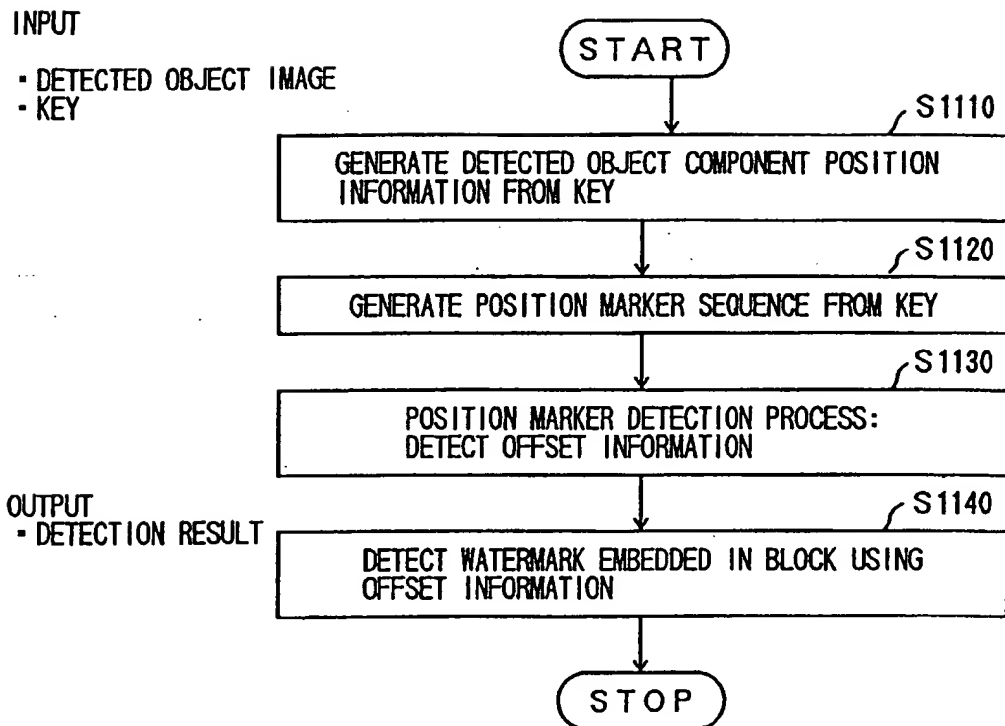 INPUT
▪ DETECTED OBJECT IMAGE
▪ KEY
START
S1110
GENERATE DETECTED OBJECT COMPONENT POSITION
INFORMATION FROM KEY
S1120
GENERATE POSITION MARKER SEQUENCE FROM KEY
S1130
POSITION MARKER DETECTION PROCESS:
DETECT OFFSET INFORMATION
OUTPUT
▪ DETECTION RESULT
S1140
DETECT WATERMARK EMBEDDED IN BLOCK USING
OFFSET INFORMATION
STOP